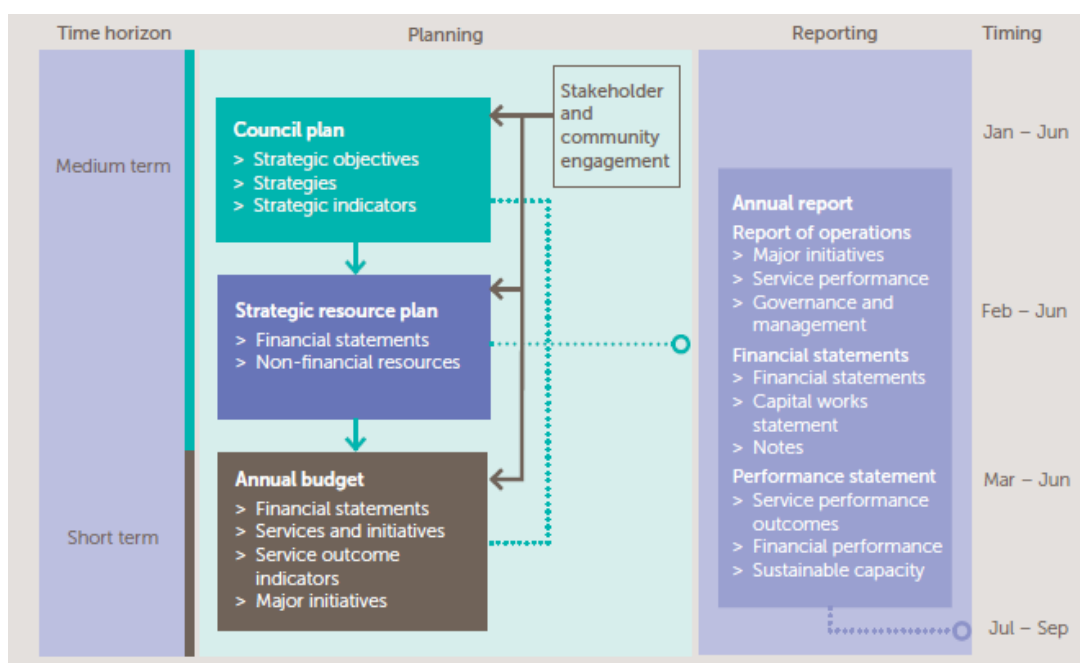 Time horizon
Planning
Reporting
Timing
Medium term
Short term
Stakeholder
and
community
engagement
Council plan
> Strategic objectives
> Strategies
> Strategic indicators
Strategic resource plan
> Financial statements
> Non-financial resources
Annual budget
> Financial statements
> Services and initiatives
> Service outcome
indicators
> Major initiatives
Annual report
Report of operations
> Major initiatives
> Service performance
> Governance and
management
Financial statements
> Financial statements
> Capital works
statement
> Notes
Performance statement
> Service performance
outcomes
> Financial performance
> Sustainable capacity
Jan – Jun
Feb – Jun
Mar – Jun
Jul – Sep